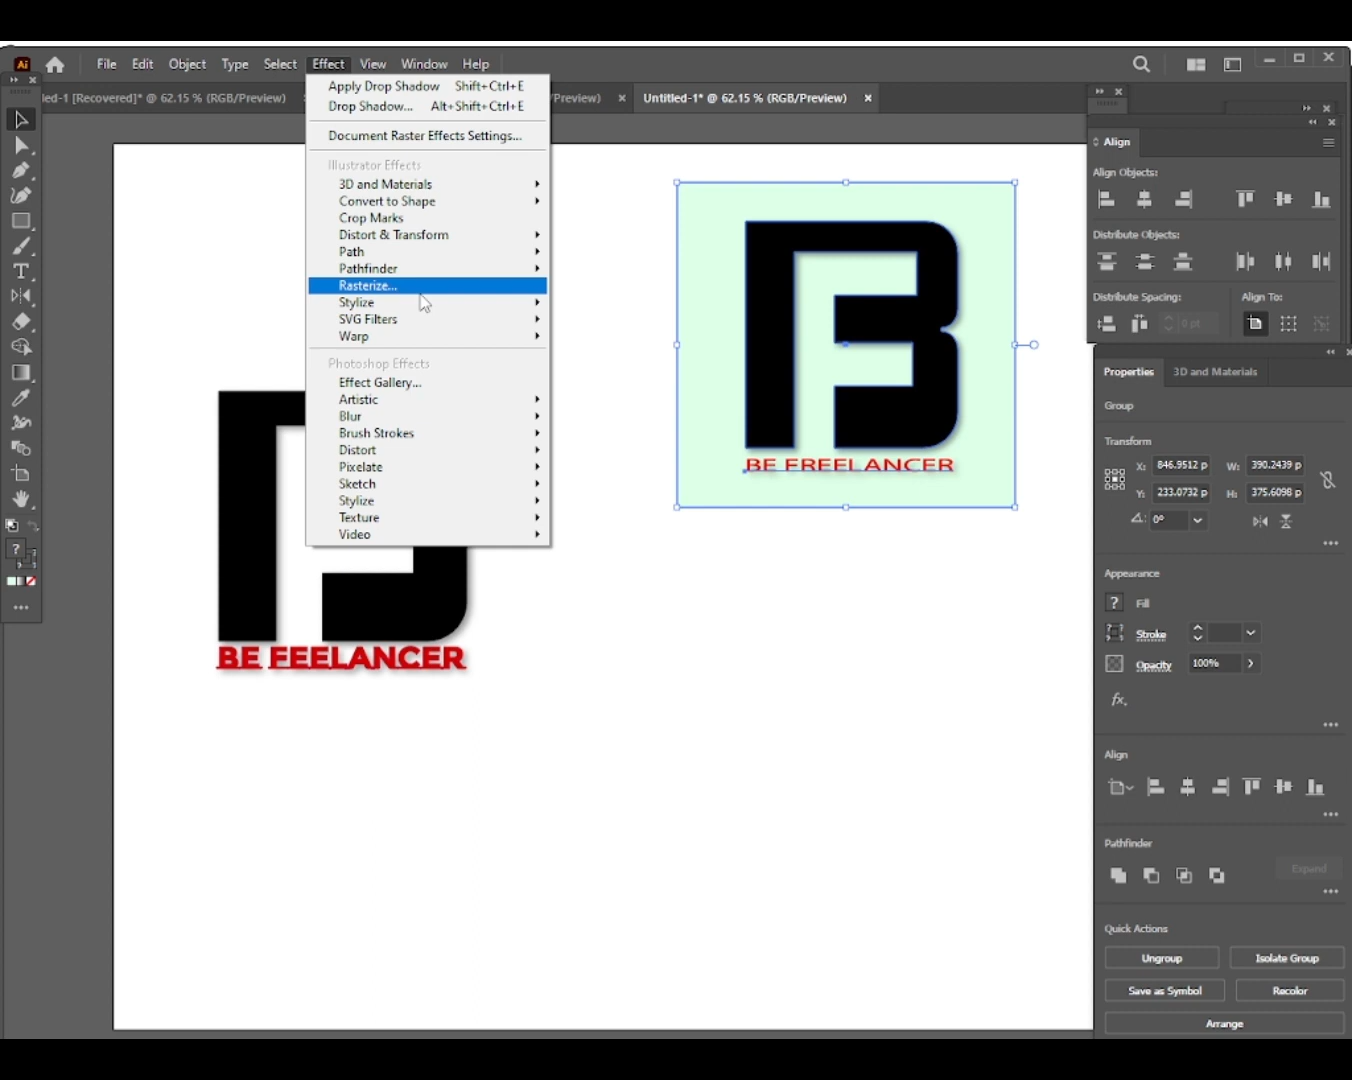 Ai File Edit Object Type Select Effect View Window Help
led-1 [Recovered]* @ 62.15 % (RGB/Preview)
Preview)
Untitled-1* @ 62.15 % (RGB/Preview)
Apply Drop Shadow Shift+Ctrl+E
Drop Shadow... Alt+Shift+Ctrl+E
Document Raster Effects Settings...
Illustrator Effects
3D and Materials
Convert to Shape
Crop Marks
Distort & Transform
Path
Pathfinder
Rasterize...
Stylize
SVG Filters
Warp
Photoshop Effects
Effect Gallery...
Artistic
Blur
Brush Strokes
Distort
Pixelate
Sketch
Stylize
Texture
Video
BE FEELANCER
BE FREELANCER
Align
Align Objects:
Distribute Objects:
Distribute Spacing: Align To:
0 pt
Properties 3D and Materials
Group
Transform
X: 846.9512 p W: 390.2439 p
Y: 233.0732 p H: 375.6098 p
0°
Appearance
? Fill
Stroke
Opacity 100%
fx.
Align
Pathfinder
Expand
Quick Actions
Ungroup Isolate Group
Save as Symbol Recolor
Arrange